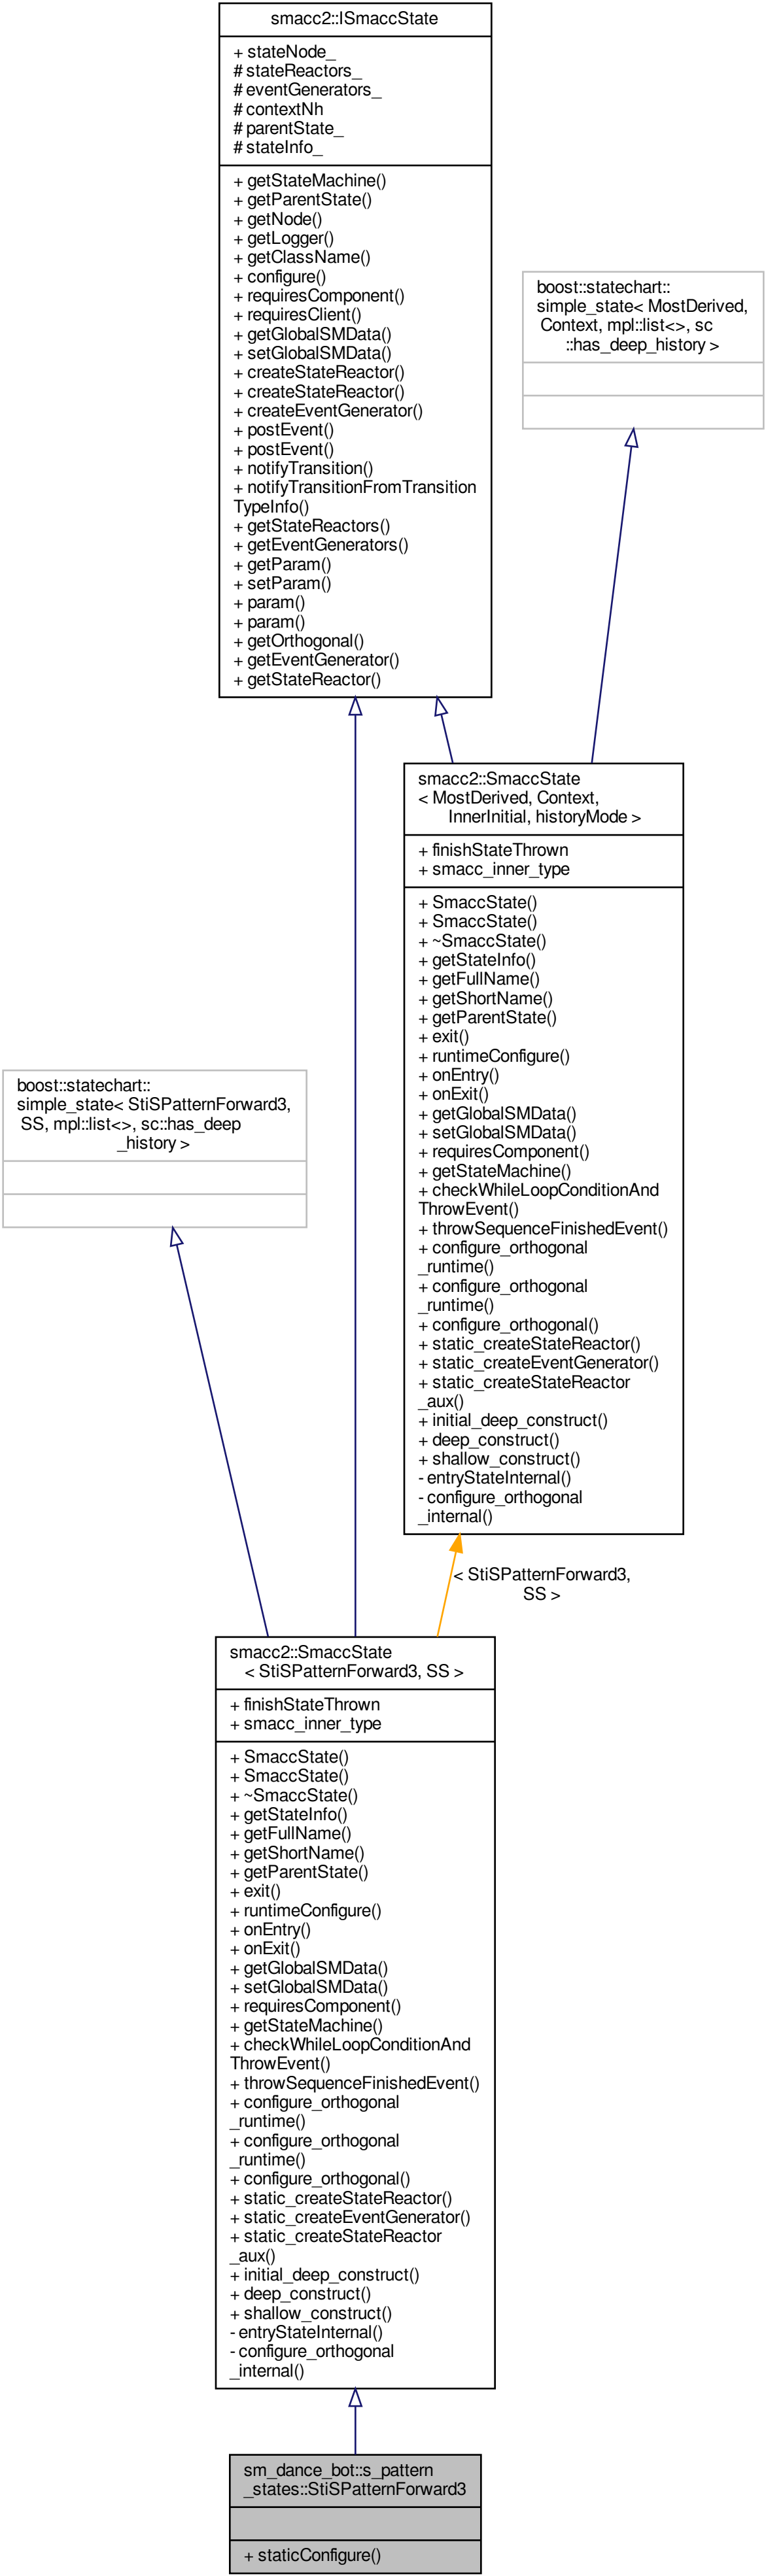 smacc2::ISmaccState
+ stateNode_
# stateReactors_
# eventGenerators_
# contextNh
# parentState_
# stateInfo_
+ getStateMachine()
+ getParentState()
+ getNode()
+ getLogger()
+ getClassName()
+ configure()
+ requiresComponent()
+ requiresClient()
+ getGlobalSMData()
+ setGlobalSMData()
+ createStateReactor()
+ createStateReactor()
+ createEventGenerator()
+ postEvent()
+ postEvent()
+ notifyTransition()
+ notifyTransitionFromTransition
TypeInfo()
+ getStateReactors()
+ getEventGenerators()
+ getParam()
+ setParam()
+ param()
+ param()
+ getOrthogonal()
+ getEventGenerator()
+ getStateReactor()
boost::statechart::
simple_state< MostDerived,
Context, mpl::list<>, sc
::has_deep_history >
smacc2::SmaccState
< MostDerived, Context,
InnerInitial, historyMode >
+ finishStateThrown
+ smacc_inner_type
+ SmaccState()
+ SmaccState()
+ ~SmaccState()
+ getStateInfo()
+ getFullName()
+ getShortName()
+ getParentState()
+ exit()
+ runtimeConfigure()
+ onEntry()
+ onExit()
+ getGlobalSMData()
+ setGlobalSMData()
+ requiresComponent()
+ getStateMachine()
+ checkWhileLoopConditionAnd
ThrowEvent()
+ throwSequenceFinishedEvent()
+ configure_orthogonal
_runtime()
+ configure_orthogonal
_runtime()
+ configure_orthogonal()
+ static_createStateReactor()
+ static_createEventGenerator()
+ static_createStateReactor
_aux()
+ initial_deep_construct()
+ deep_construct()
+ shallow_construct()
- entryStateInternal()
- configure_orthogonal
_internal()
boost::statechart::
simple_state< StiSPatternForward3,
SS, mpl::list<>, sc::has_deep
_history >
< StiSPatternForward3,
SS >
smacc2::SmaccState
< StiSPatternForward3, SS >
+ finishStateThrown
+ smacc_inner_type
+ SmaccState()
+ SmaccState()
+ ~SmaccState()
+ getStateInfo()
+ getFullName()
+ getShortName()
+ getParentState()
+ exit()
+ runtimeConfigure()
+ onEntry()
+ onExit()
+ getGlobalSMData()
+ setGlobalSMData()
+ requiresComponent()
+ getStateMachine()
+ checkWhileLoopConditionAnd
ThrowEvent()
+ throwSequenceFinishedEvent()
+ configure_orthogonal
_runtime()
+ configure_orthogonal
_runtime()
+ configure_orthogonal()
+ static_createStateReactor()
+ static_createEventGenerator()
+ static_createStateReactor
_aux()
+ initial_deep_construct()
+ deep_construct()
+ shallow_construct()
- entryStateInternal()
- configure_orthogonal
_internal()
sm_dance_bot::s_pattern
_states::StiSPatternForward3
+ staticConfigure()